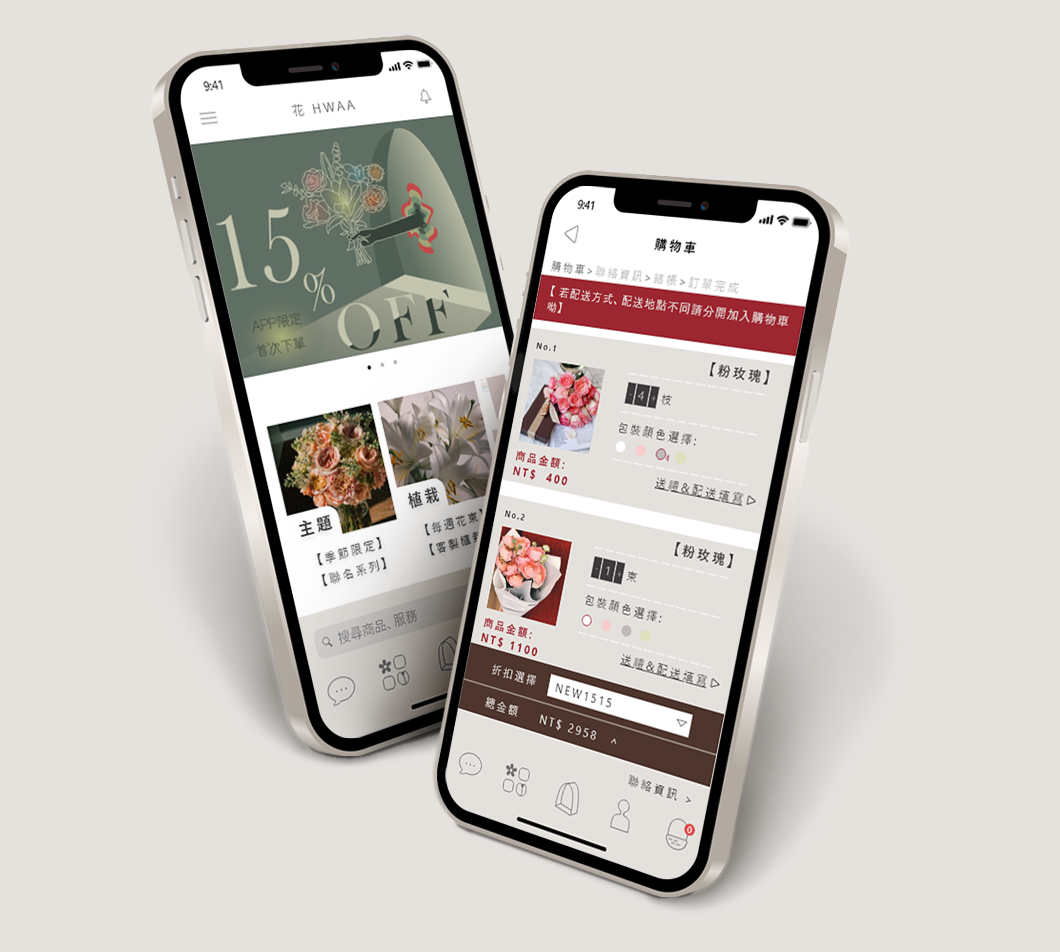 9:41
花 HWAA
15%
OFF
APP限定
首次下單
主題
【季節限定】
【聯名系列】
植栽
【每週花束
【客製植栽
搜尋商品、服務
9:41
購物車
購物車>聯絡資訊>結帳>訂單完成
【 若配送方式、配送地點不同請分開加入購物車
呦】
No.1
【粉玫瑰】
-4+ 枝
包裝顏色選擇:
4
商品金額:
NT$ 400
送禮&配送填寫
No.2
【粉玫瑰】
-1+ 束
包裝顏色選擇:
商品金額:
NT$ 1100
送禮&配送填寫
折扣選擇
NEW1515
總金額
NT$ 2958 ^
聯絡資訊 >
0